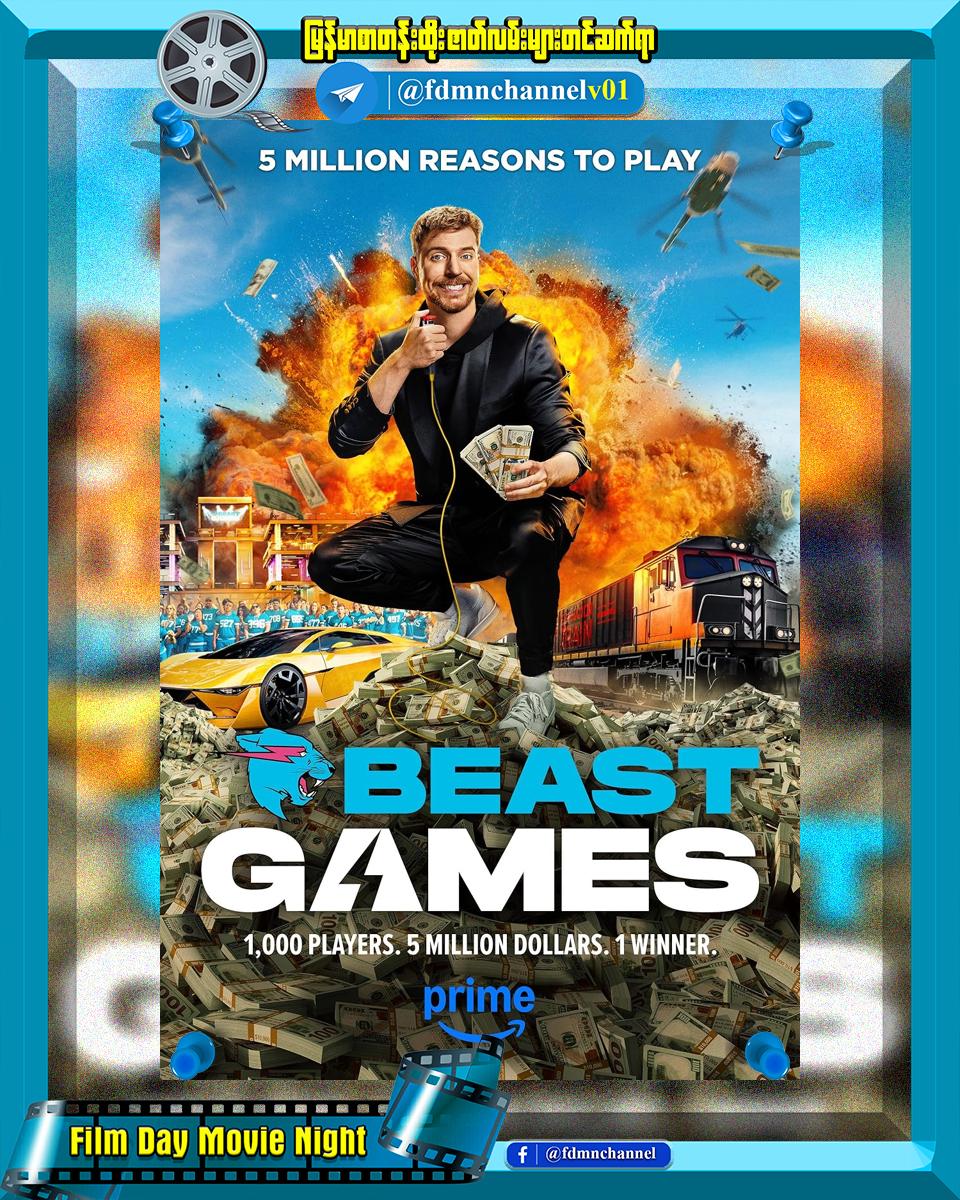 မြန်မာစာတန်းထိုးဇာတ်လမ်းများတင်ဆက်ရာ
@fdmnchannelv01
5 MILLION REASONS TO PLAY
BEAST
GAMES
1,000 PLAYERS. 5 MILLION DOLLARS. 1 WINNER.
prime
Film Day Movie Night
f @fdmnchannel